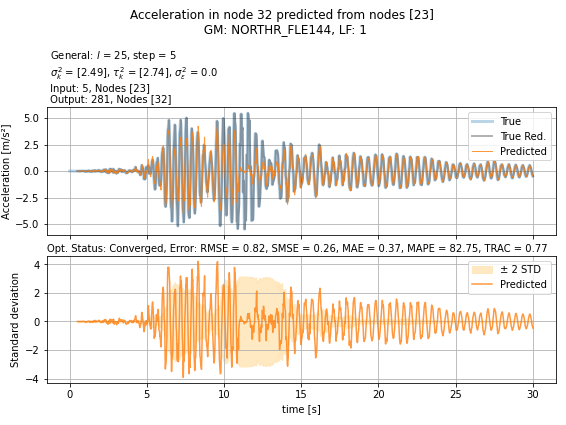 Acceleration in node 32 predicted from nodes [23]
GM: NORTHR_FLE144, LF: 1
General: l = 25, step = 5
σ²ₖ = [2.49], τ²ₖ = [2.74], σ²ε = 0.0
Input: 5, Nodes [23]
Output: 281, Nodes [32]
Acceleration [m/s²]
5.0
2.5
0.0
−2.5
−5.0
True
True Red.
Predicted
Opt. Status: Converged, Error: RMSE = 0.82, SMSE = 0.26, MAE = 0.37, MAPE = 82.75, TRAC = 0.77
Standard deviation
4
2
0
−2
−4
± 2 STD
Predicted
0 5 10 15 20 25 30
time [s]